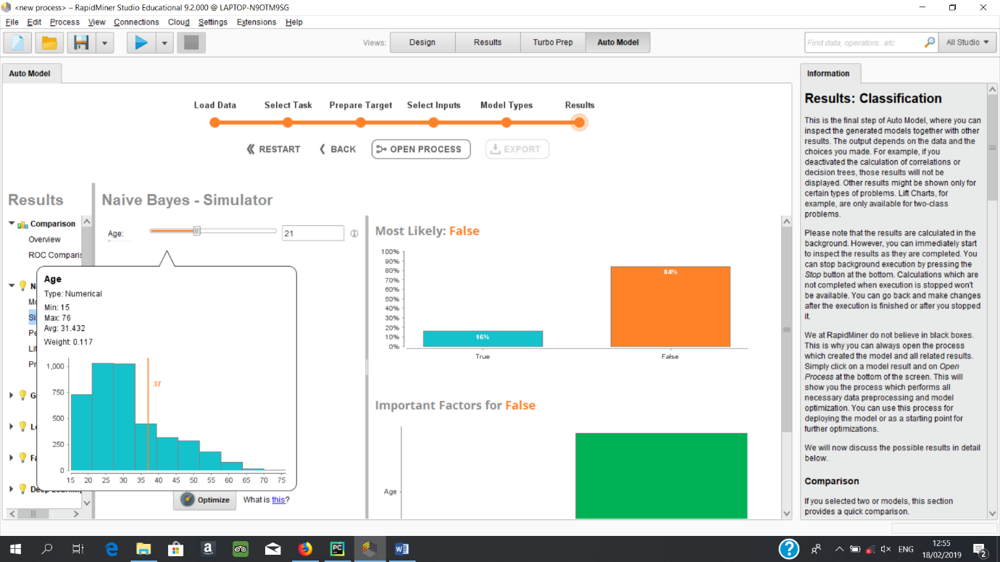 <new process> – RapidMiner Studio Educational 9.2.000 @ LAPTOP-N9OTM9SG
File Edit Process View Connections Cloud Settings Extensions Help
Views: Design Results Turbo Prep Auto Model
Find data, operators...etc
All Studio
Auto Model
Load Data Select Task Prepare Target Select Inputs Model Types Results
RESTART BACK OPEN PROCESS EXPORT
Results
Comparison
Overview
ROC Comparis
Naive Bayes - Simulator
Age: 21
Age
Type: Numerical
Min: 15
Max: 76
Avg: 31.432
Weight: 0.117
1,000
750
500
250
0
37
15 20 25 30 35 40 45 50 55 60 65 70 75
Optimize What is this?
Most Likely: False
100%
90%
80%
70%
60%
50%
40%
30%
20%
10%
0%
16%
84%
True False
Important Factors for False
Age
Information
Results: Classification
This is the final step of Auto Model, where you can
inspect the generated models together with other
results. The output depends on the data and the
choices you made. For example, if you
deactivated the calculation of correlations or
decision trees, those results will not be
displayed. Other results might be shown only for
certain types of problems. Lift Charts, for
example, are only available for two-class
problems.
Please note that the results are calculated in the
background. However, you can immediately start
to inspect the results as they are completed. You
can stop background execution by pressing the
Stop button at the bottom. Calculations which are
not completed when execution is stopped won't
be available. You can go back and make changes
after the execution is finished or after you stopped
it.
We at RapidMiner do not believe in black boxes.
This is why you can always open the process
which created the model and all related results.
Simply click on a model result and on Open
Process at the bottom of the screen. This will
show you the process which performs all
necessary data preprocessing and model
optimization. You can use this process for
deploying the model or as a starting point for
further optimizations.
We will now discuss the possible results in detail
below.
Comparison
If you selected two or models, this section
provides a quick comparison.
ENG
12:55
18/02/2019
2